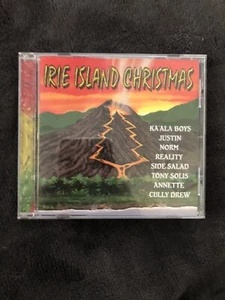 IRIE ISLAND CHRISTMAS
KA'ALA BOYS
JUSTIN
NORM
REALITY
SIDE SALAD
TONY SOLIS
ANNETTE
CULLY DREW